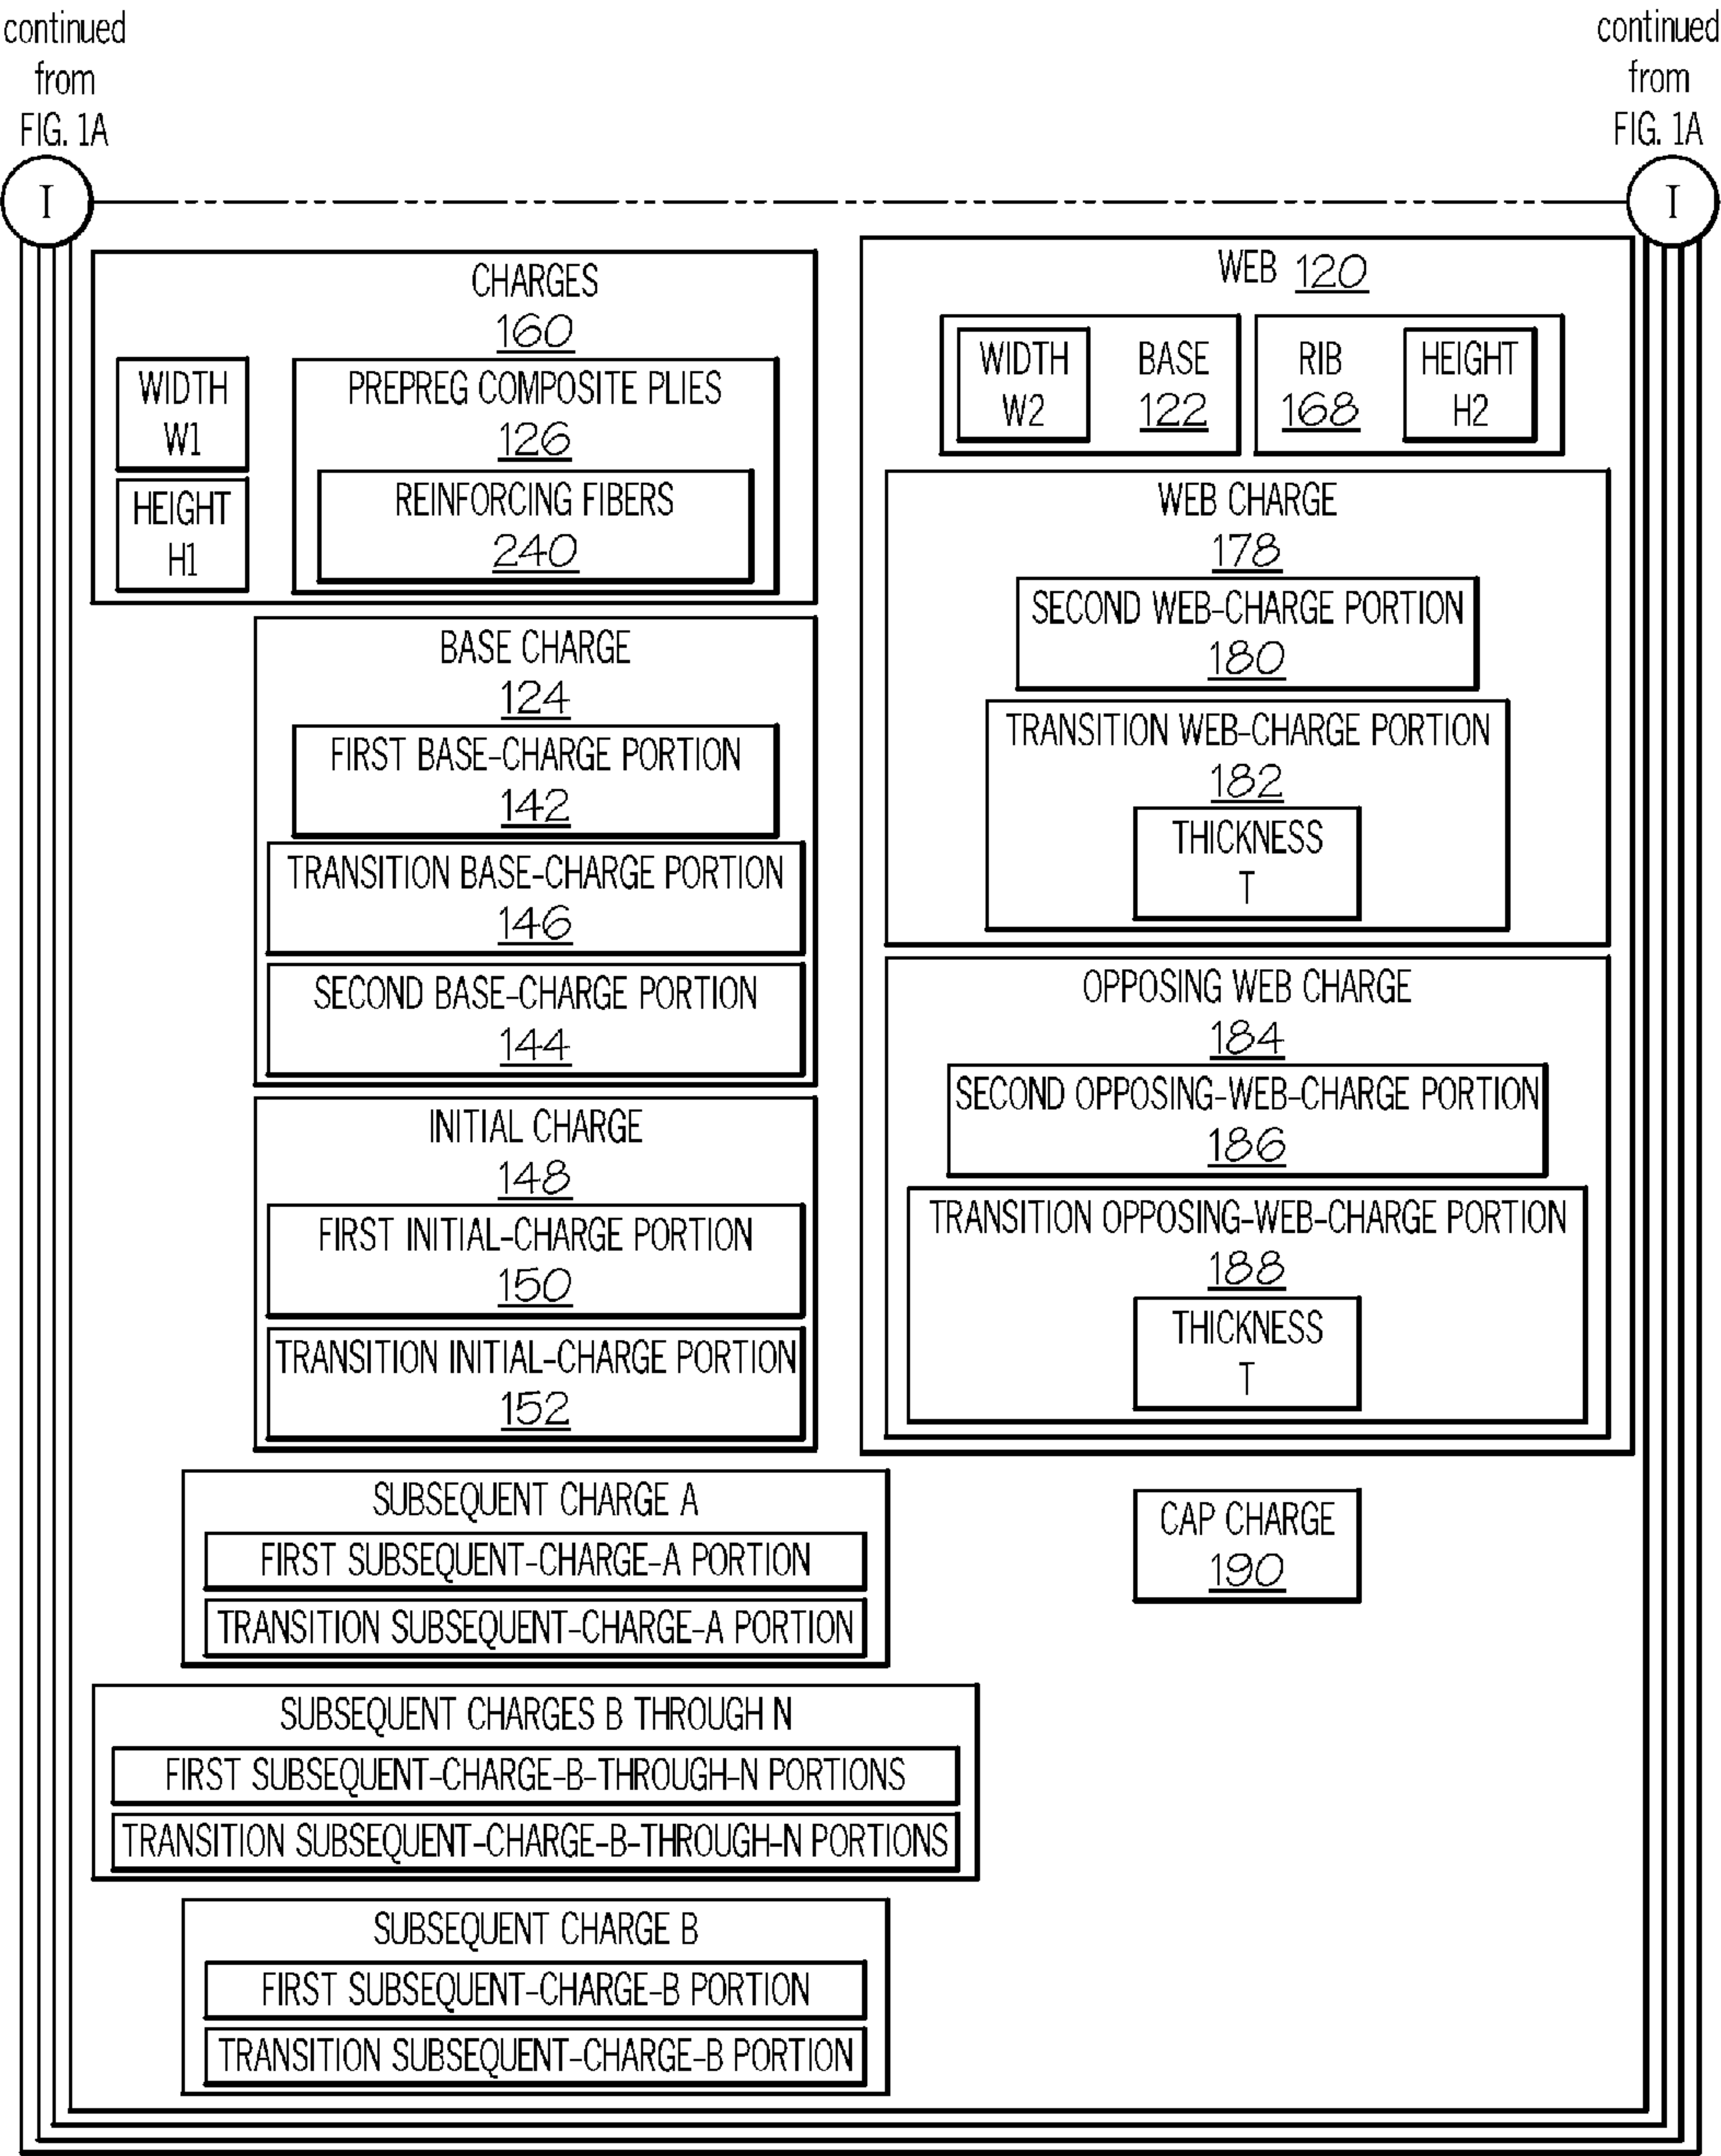 continued
from
FIG. 1A
continued
from
FIG. 1A
I
I
CHARGES
160
WIDTH
W1
HEIGHT
H1
PREPREG COMPOSITE PLIES
126
REINFORCING FIBERS
240
BASE CHARGE
124
FIRST BASE-CHARGE PORTION
142
TRANSITION BASE-CHARGE PORTION
146
SECOND BASE-CHARGE PORTION
144
INITIAL CHARGE
148
FIRST INITIAL-CHARGE PORTION
150
TRANSITION INITIAL-CHARGE PORTION
152
SUBSEQUENT CHARGE A
FIRST SUBSEQUENT-CHARGE-A PORTION
TRANSITION SUBSEQUENT-CHARGE-A PORTION
SUBSEQUENT CHARGES B THROUGH N
FIRST SUBSEQUENT-CHARGE-B-THROUGH-N PORTIONS
TRANSITION SUBSEQUENT-CHARGE-B-THROUGH-N PORTIONS
SUBSEQUENT CHARGE B
FIRST SUBSEQUENT-CHARGE-B PORTION
TRANSITION SUBSEQUENT-CHARGE-B PORTION
WEB 120
WIDTH
W2
BASE
122
RIB
168
HEIGHT
H2
WEB CHARGE
178
SECOND WEB-CHARGE PORTION
180
TRANSITION WEB-CHARGE PORTION
182
THICKNESS
T
OPPOSING WEB CHARGE
184
SECOND OPPOSING-WEB-CHARGE PORTION
186
TRANSITION OPPOSING-WEB-CHARGE PORTION
188
THICKNESS
T
CAP CHARGE
190